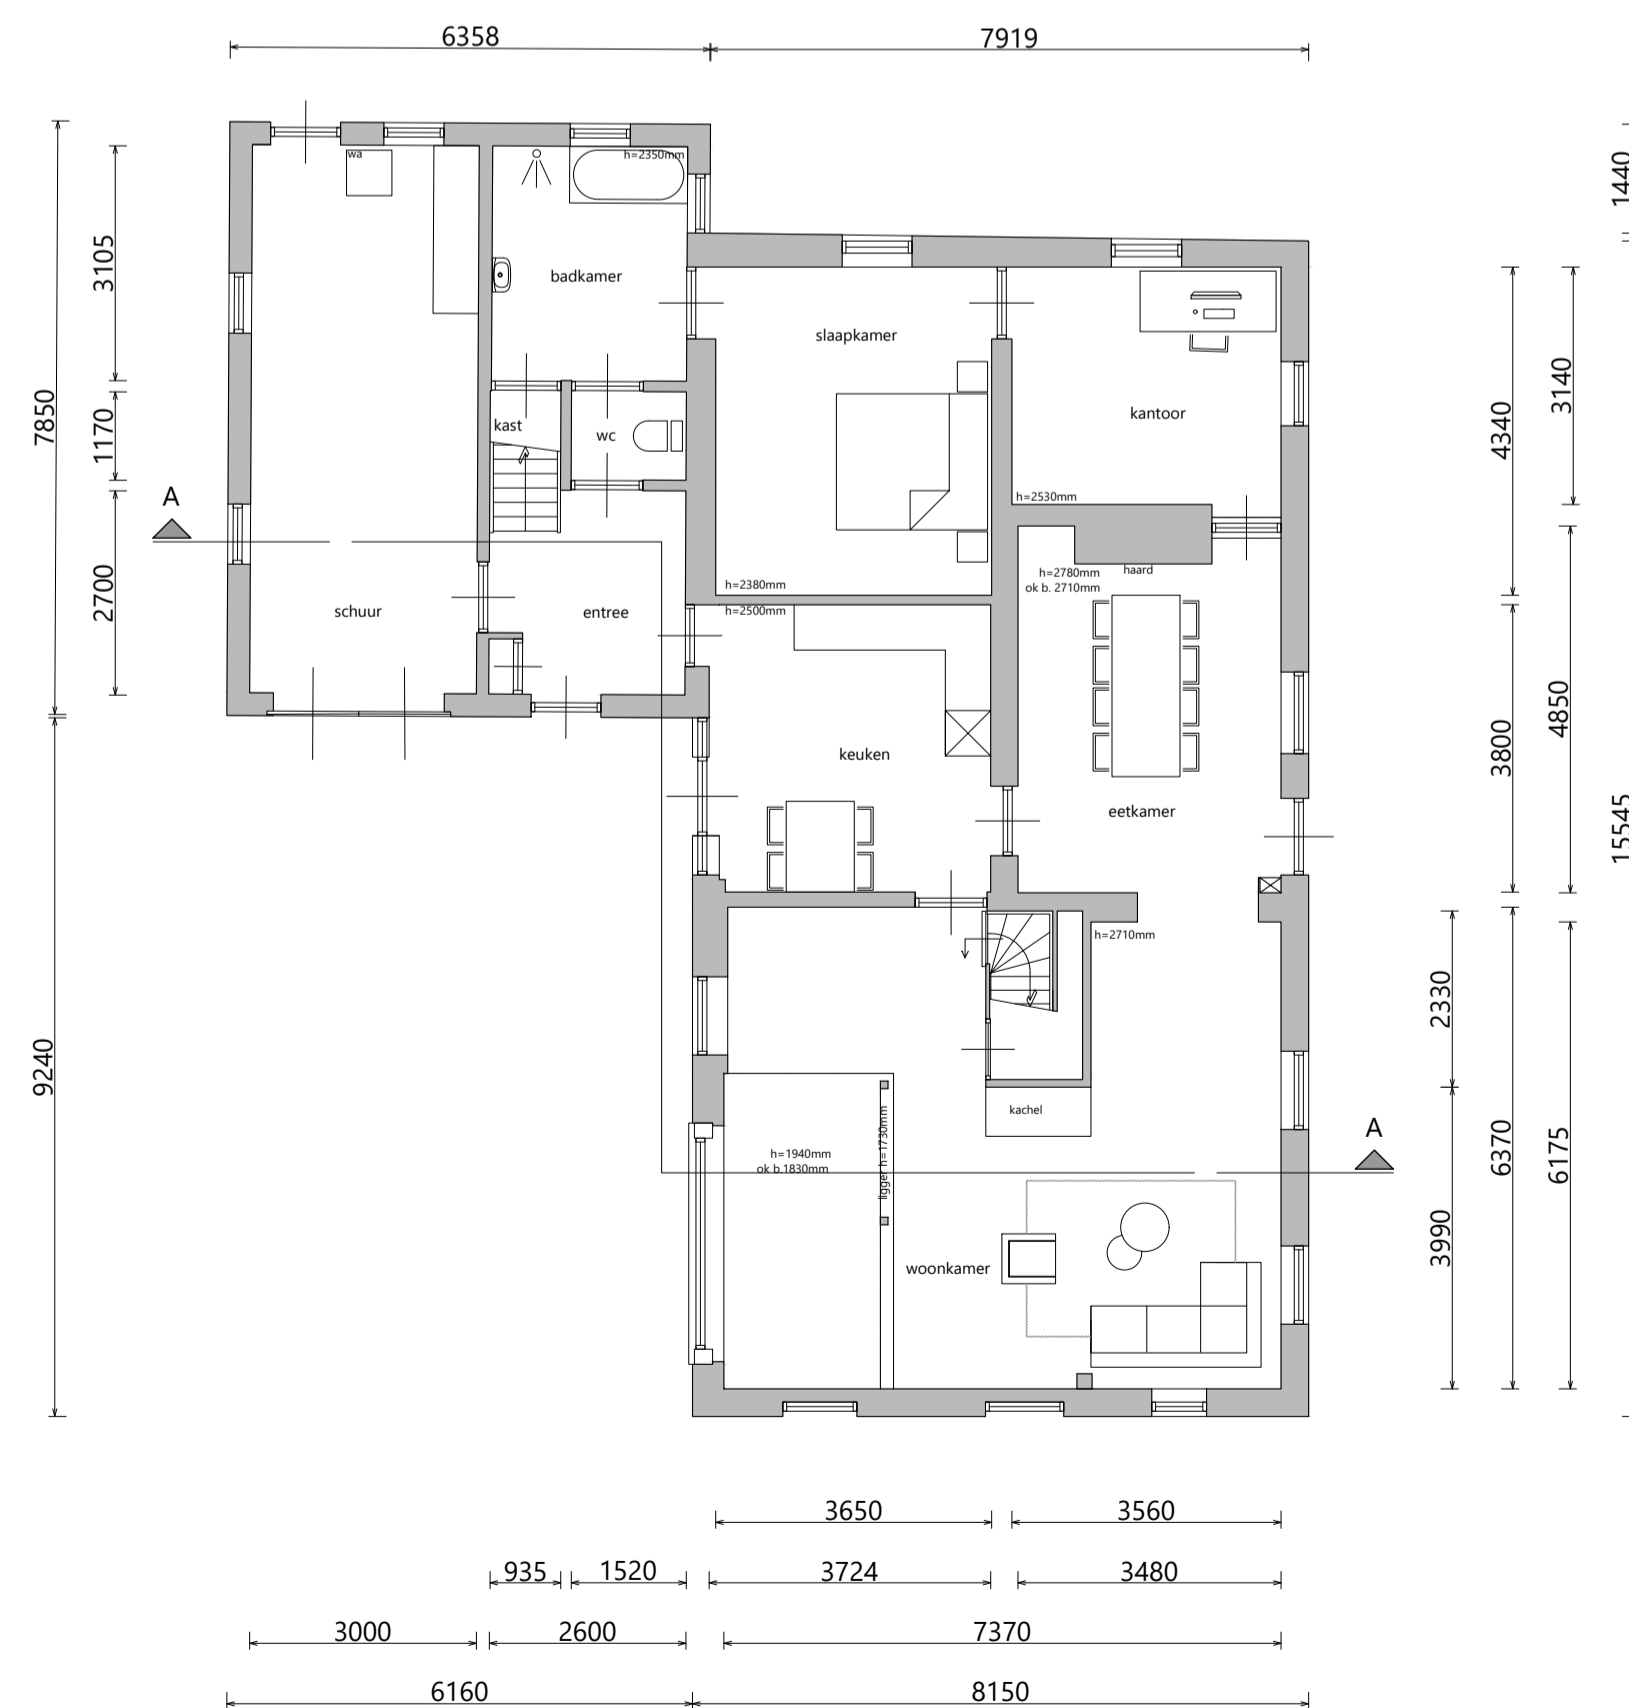 6358
7919
1440
wa
h=2350mm
3105
badkamer
slaapkamer
3140
7850
kantoor
4340
1170
kast
wc
A
h=2530mm
2700
h=2780mm
haard
ok b. 2710mm
h=2380mm
schuur
entree
h=2500mm
4850
3800
keuken
eetkamer
15545
h=2710mm
2330
9240
kachel
A
h=1940mm
ok b.1830mm
ligger h=1730mm
6370
6175
3990
woonkamer
3650
3560
935
1520
3724
3480
3000
2600
7370
6160
8150